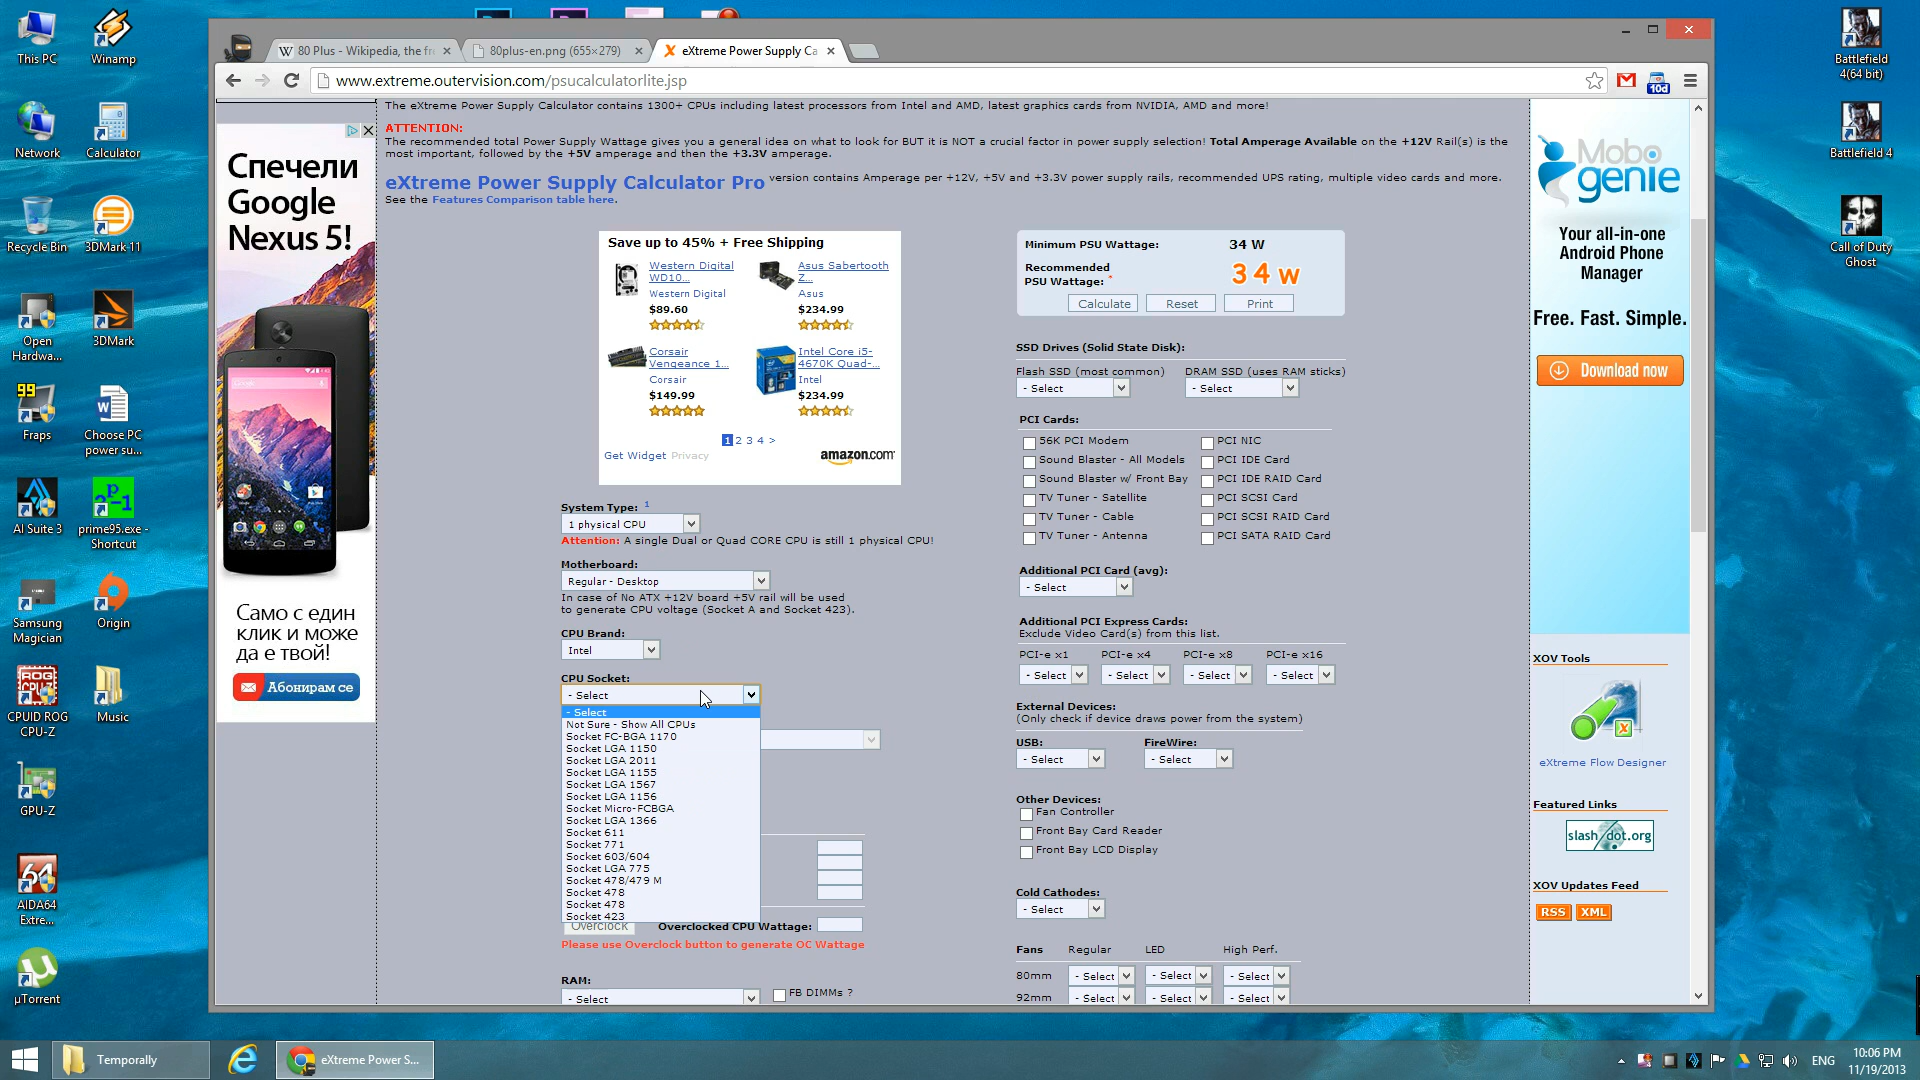 This PC
Winamp
Network
Calculator
Recycle Bin
3DMark 11
Open
Hardwa...
3DMark
99
Fraps
Choose PC
power su...
AI Suite 3
prime95.exe -
Shortcut
Samsung
Magician
Origin
CPUID ROG
CPU-Z
Music
GPU-Z
64
AIDA64
Extre...
µTorrent
Battlefield
4(64 bit)
Battlefield 4
Call of Duty
Ghost
W 80 Plus - Wikipedia, the fr
80plus-en.png (655×279)
eXtreme Power Supply Ca
www.extreme.outervision.com/psucalculatorlite.jsp
10d
Спечели
Google
Nexus 5!
Само с един
клик и може
да е твой!
Абонирам се
The eXtreme Power Supply Calculator contains 1300+ CPUs including latest processors from Intel and AMD, latest graphics cards from NVIDIA, AMD and more!
ATTENTION:
The recommended total Power Supply Wattage gives you a general idea on what to look for BUT it is NOT a crucial factor in power supply selection! Total Amperage Available on the +12V Rail(s) is the
most important, followed by the +5V amperage and then the +3.3V amperage.
eXtreme Power Supply Calculator Pro version contains Amperage per +12V, +5V and +3.3V power supply rails, recommended UPS rating, multiple video cards and more.
See the Features Comparison table here.
Save up to 45% + Free Shipping
Western Digital
WD10...
Western Digital
$89.60
Asus Sabertooth
Z...
Asus
$234.99
Corsair
Vengeance 1...
Corsair
$149.99
Intel Core i5-
4670K Quad-...
Intel
$234.99
1 2 3 4 >
Get Widget Privacy
amazon.com
System Type: 1
1 physical CPU
Attention: A single Dual or Quad CORE CPU is still 1 physical CPU!
Motherboard:
Regular - Desktop
In case of No ATX +12V board +5V rail will be used
to generate CPU voltage (Socket A and Socket 423).
CPU Brand:
Intel
CPU Socket:
- Select
- Select
Not Sure - Show All CPUs
Socket FC-BGA 1170
Socket LGA 1150
Socket LGA 2011
Socket LGA 1155
Socket LGA 1567
Socket LGA 1156
Socket Micro-FCBGA
Socket LGA 1366
Socket 611
Socket 771
Socket 603/604
Socket LGA 775
Socket 478/479 M
Socket 478
Socket 478
Socket 423
Overclock
Overclocked CPU Wattage:
Please use Overclock button to generate OC Wattage
RAM:
- Select
FB DIMMs ?
Minimum PSU Wattage: 34 W
Recommended
PSU Wattage: * 34 W
Calculate
Reset
Print
SSD Drives (Solid State Disk):
Flash SSD (most common)
DRAM SSD (uses RAM sticks)
- Select
- Select
PCI Cards:
56K PCI Modem
PCI NIC
Sound Blaster - All Models
PCI IDE Card
Sound Blaster w/ Front Bay
PCI IDE RAID Card
TV Tuner - Satellite
PCI SCSI Card
TV Tuner - Cable
PCI SCSI RAID Card
TV Tuner - Antenna
PCI SATA RAID Card
Additional PCI Card (avg):
- Select
Additional PCI Express Cards:
Exclude Video Card(s) from this list.
PCI-e x1
PCI-e x4
PCI-e x8
PCI-e x16
- Select
- Select
- Select
- Select
External Devices:
(Only check if device draws power from the system)
USB:
FireWire:
- Select
- Select
Other Devices:
Fan Controller
Front Bay Card Reader
Front Bay LCD Display
Cold Cathodes:
- Select
Fans
Regular
LED
High Perf.
80mm
- Select
- Select
- Select
92mm
- Select
- Select
- Select
Mobo
genie
Your all-in-one
Android Phone
Manager
Free. Fast. Simple.
Download now
XOV Tools
eXtreme Flow Designer
Featured Links
slashdot.org
XOV Updates Feed
RSS
XML
Temporally
eXtreme Power S...
ENG
10:06 PM
11/19/2013